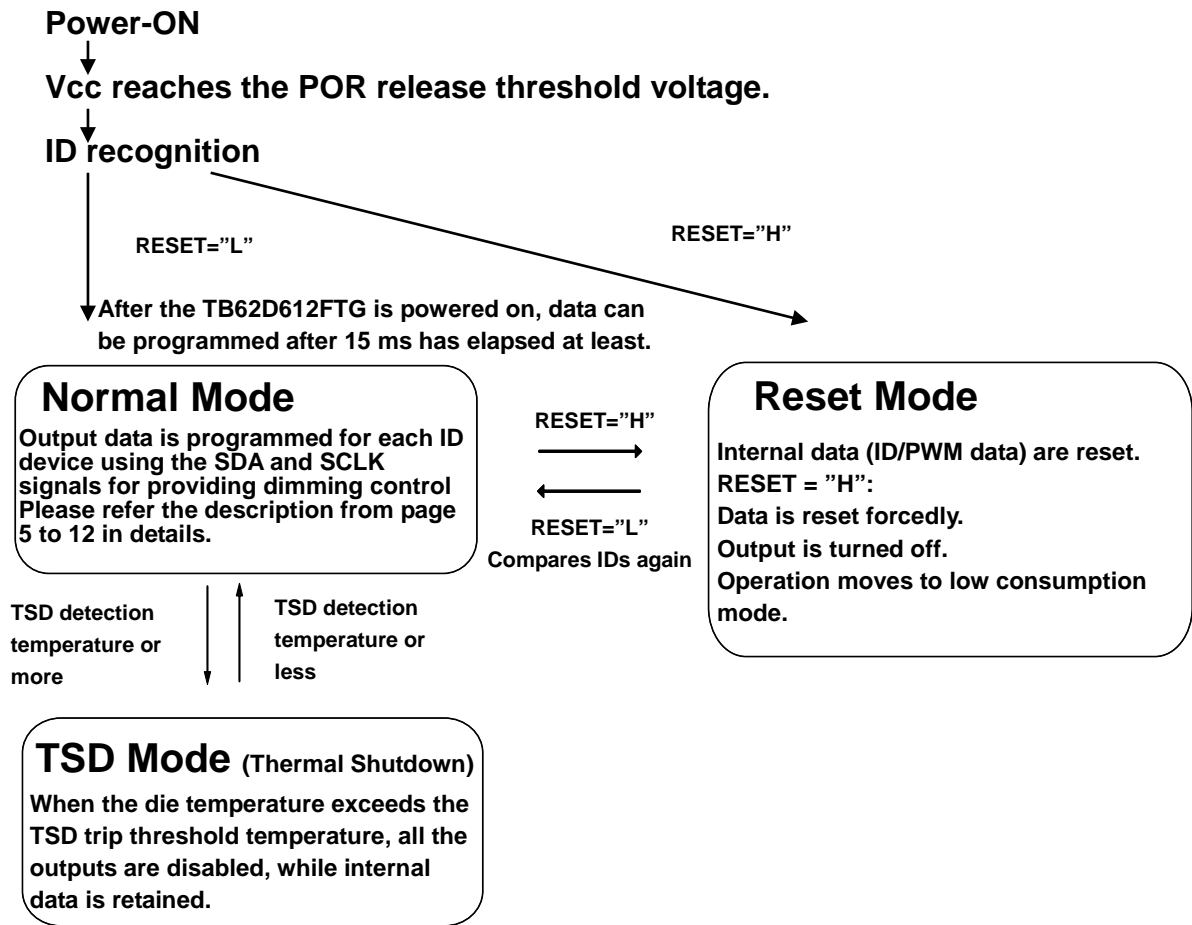 Power-ON
Vcc reaches the POR release threshold voltage.
ID recognition
RESET=”L”
RESET=”H”
After the TB62D612FTG is powered on, data can
be programmed after 15 ms has elapsed at least.
Normal Mode
Output data is programmed for each ID
device using the SDA and SCLK
signals for providing dimming control
Please refer the description from page
5 to 12 in details.
RESET=”H”
RESET=”L”
Compares IDs again
Reset Mode
Internal data (ID/PWM data) are reset.
RESET = ”H”:
Data is reset forcedly.
Output is turned off.
Operation moves to low consumption
mode.
TSD detection
temperature or
more
TSD detection
temperature or
less
TSD Mode (Thermal Shutdown)
When the die temperature exceeds the
TSD trip threshold temperature, all the
outputs are disabled, while internal
data is retained.